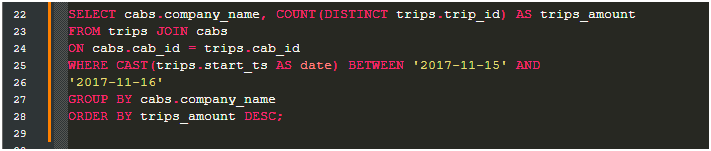 22 SELECT cabs.company_name, COUNT(DISTINCT trips.trip_id) AS trips_amount
23 FROM trips JOIN cabs
24 ON cabs.cab_id = trips.cab_id
25 WHERE CAST(trips.start_ts AS date) BETWEEN '2017-11-15' AND
26 '2017-11-16'
27 GROUP BY cabs.company_name
28 ORDER BY trips_amount DESC;
29